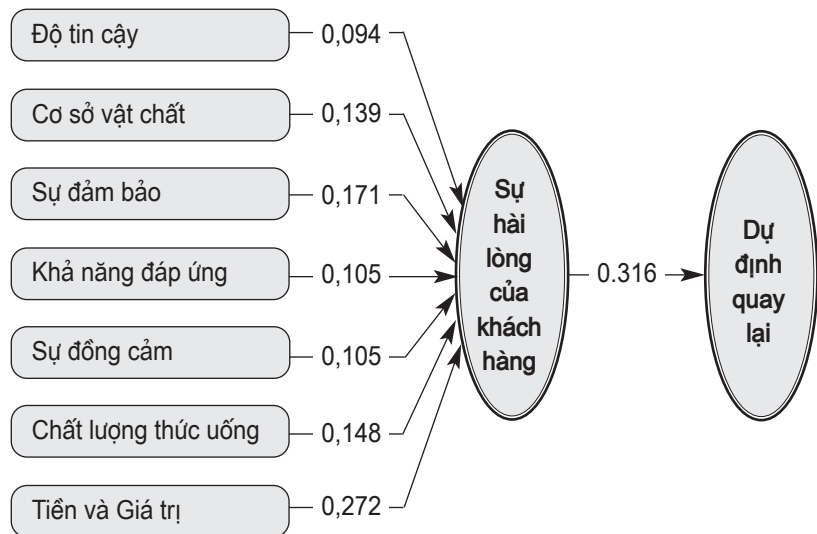 Độ tin cậy
0,094
Cơ sở vật chất
0,139
Sự đảm bảo
0,171
Khả năng đáp ứng
0,105
Sự đồng cảm
0,105
Chất lượng thức uống
0,148
Tiền và Giá trị
0,272
Sự
hài
lòng
của
khách
hàng
0.316
Dự
định
quay
lại